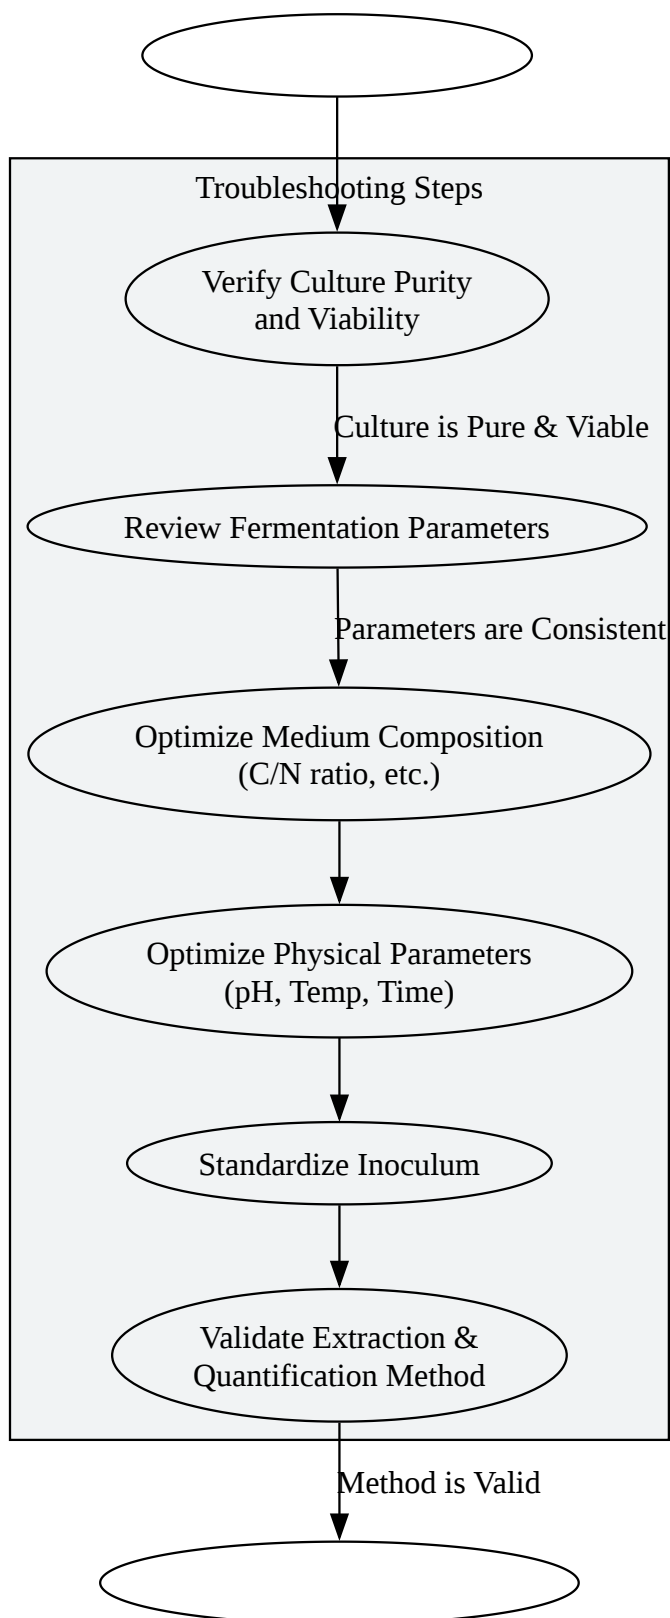 Troubleshooting Steps
Verify Culture Purity
and Viability
Culture is Pure & Viable
Review Fermentation Parameters
Parameters are Consistent
Optimize Medium Composition
(C/N ratio, etc.)
Optimize Physical Parameters
(pH, Temp, Time)
Standardize Inoculum
Validate Extraction &
Quantification Method
Method is Valid